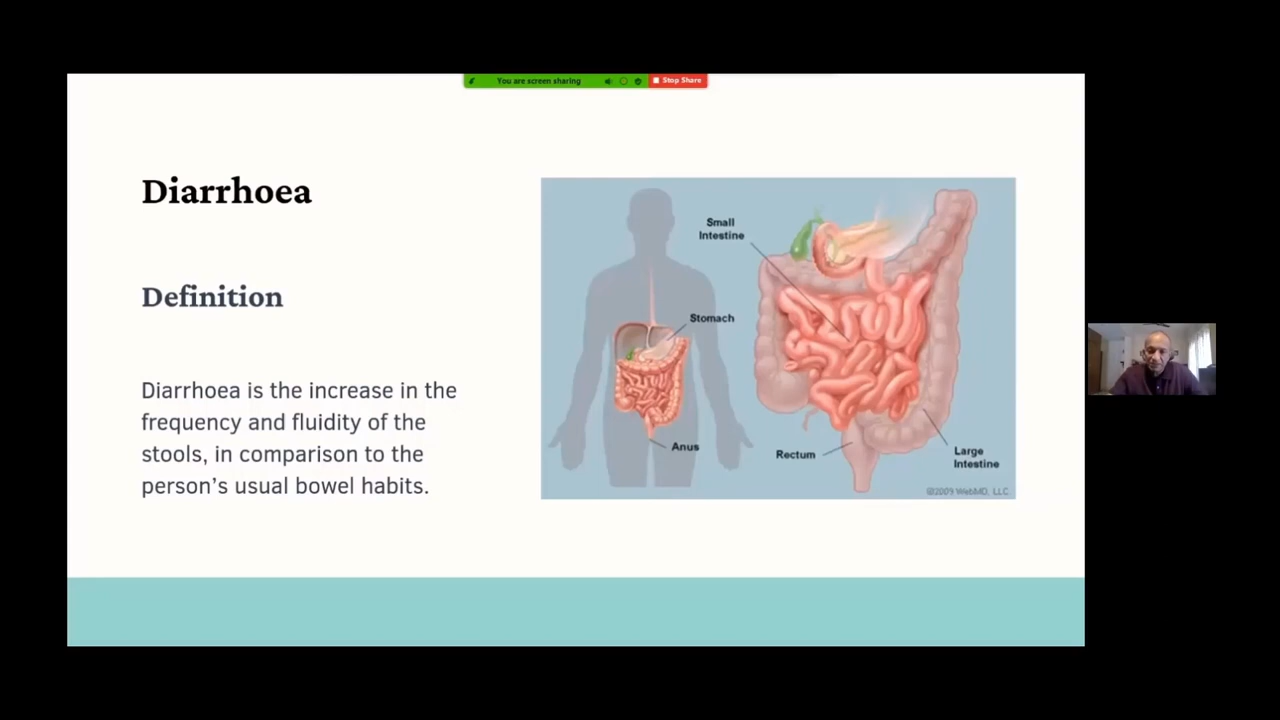 You are screen sharing
Stop Share
Diarrhoea
Definition
Diarrhoea is the increase in the
frequency and fluidity of the
stools, in comparison to the
person’s usual bowel habits.
Small
Intestine
Stomach
Anus
Rectum
Large
Intestine
©2009 WebMD, LLC.